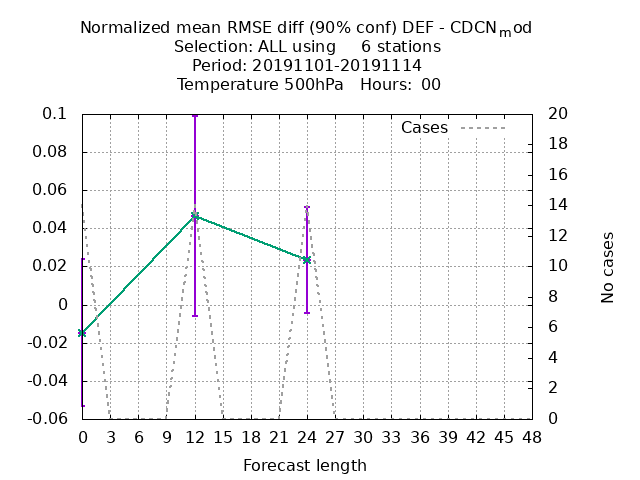 Normalized mean RMSE diff (90% conf) DEF - CDCNmod
Selection: ALL using     6 stations
Period: 20191101-20191114
Temperature 500hPa   Hours:  00
Cases
0.1
0.08
0.06
0.04
0.02
0
-0.02
-0.04
-0.06
20
18
16
14
12
10
8
6
4
2
0
No cases
0 3 6 9 12 15 18 21 24 27 30 33 36 39 42 45 48
Forecast length